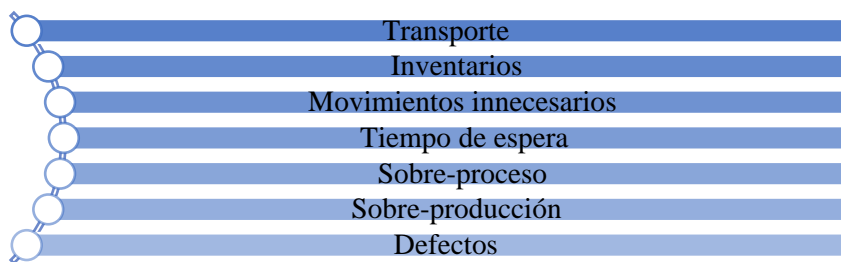 Transporte
Inventarios
Movimientos innecesarios
Tiempo de espera
Sobre-proceso
Sobre-producción
Defectos